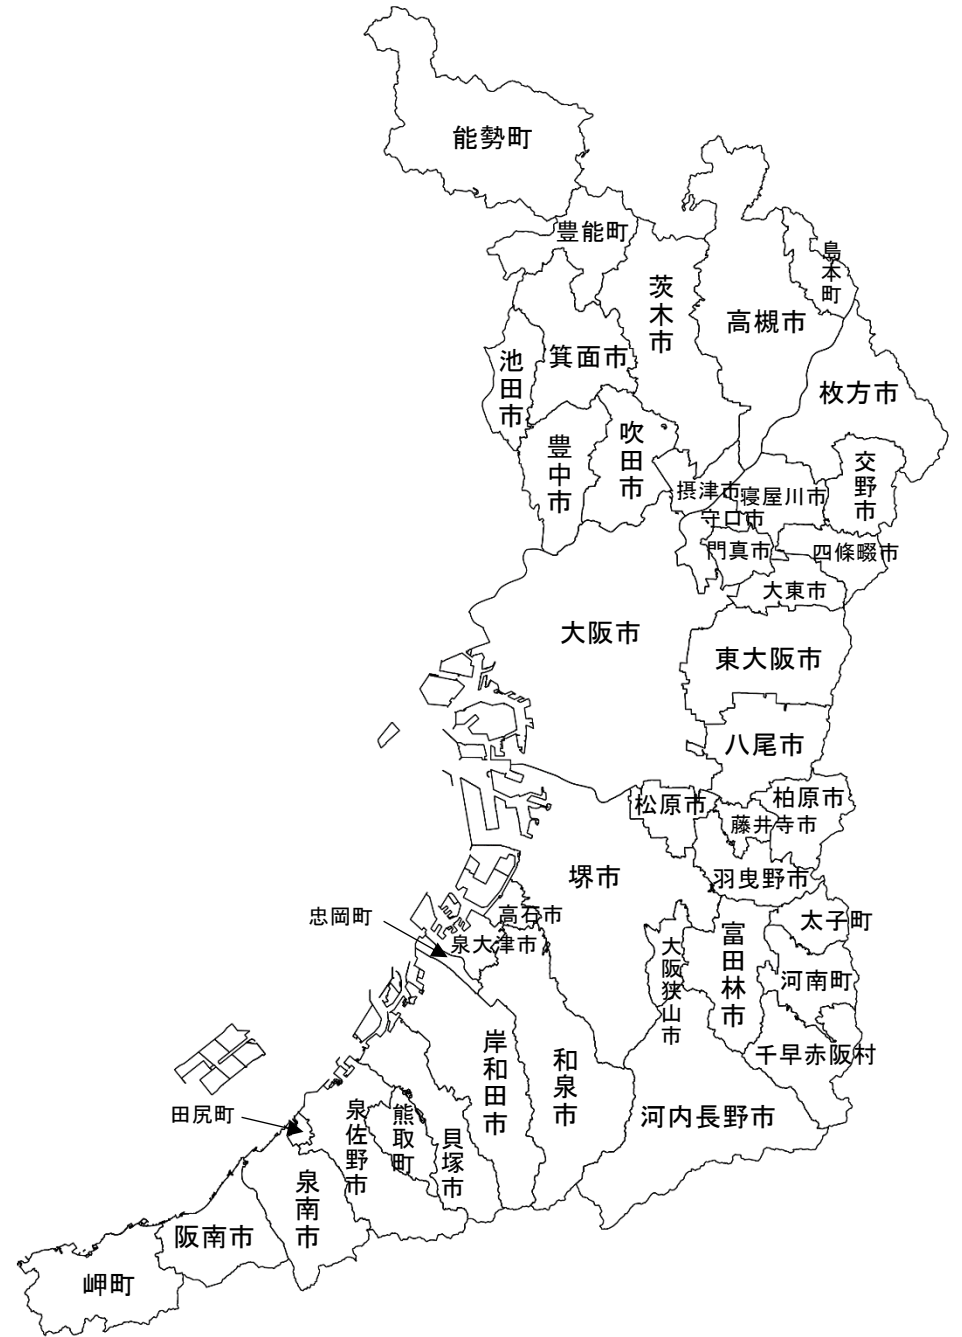 能勢町
豊能町
島本町
茨木市
高槻市
箕面市
池田市
枚方市
吹田市
豊中市
交野市
摂津市
寝屋川市
守口市
門真市
四條畷市
大東市
大阪市
東大阪市
八尾市
柏原市
松原市
藤井寺市
堺市
羽曳野市
高石市
忠岡町
太子町
泉大津市
富田林市
大阪狭山市
河南町
岸和田市
千早赤阪村
和泉市
田尻町
河内長野市
泉佐野市
熊取町
貝塚市
泉南市
阪南市
岬町